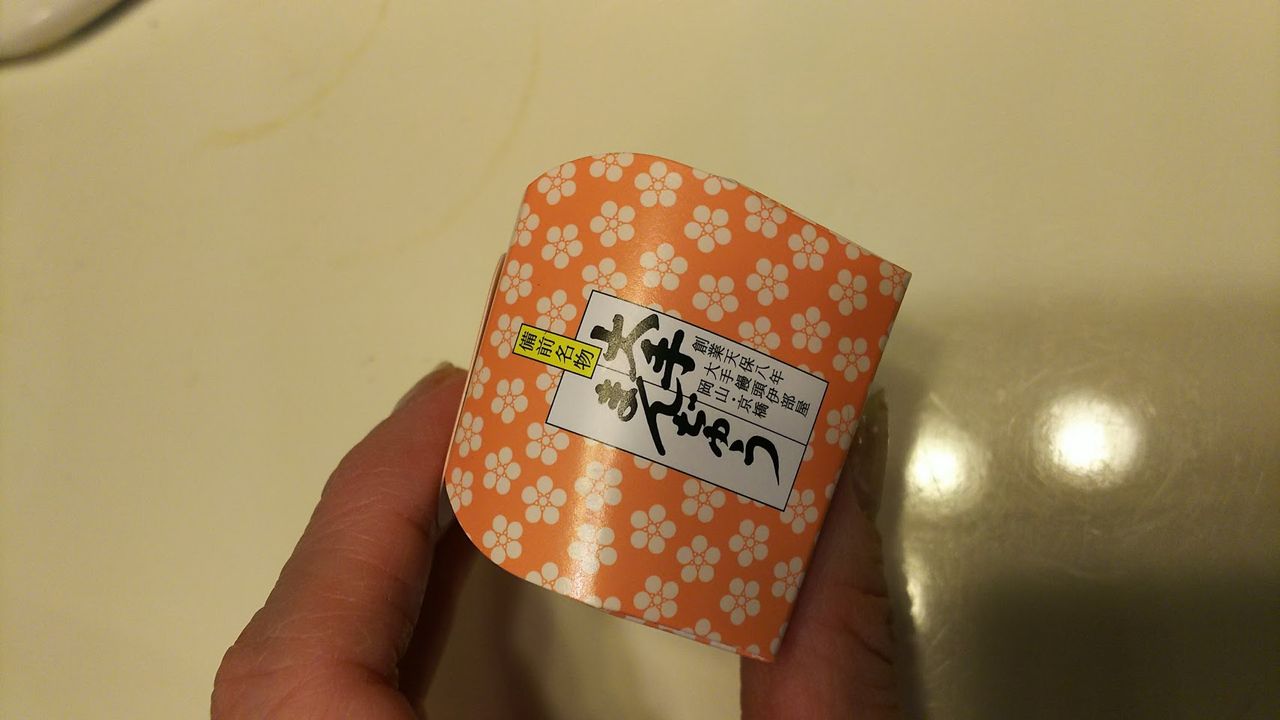 備前名物
大手まんぢゅう
創業天保八年
大手饅頭伊部屋
岡山・京橋